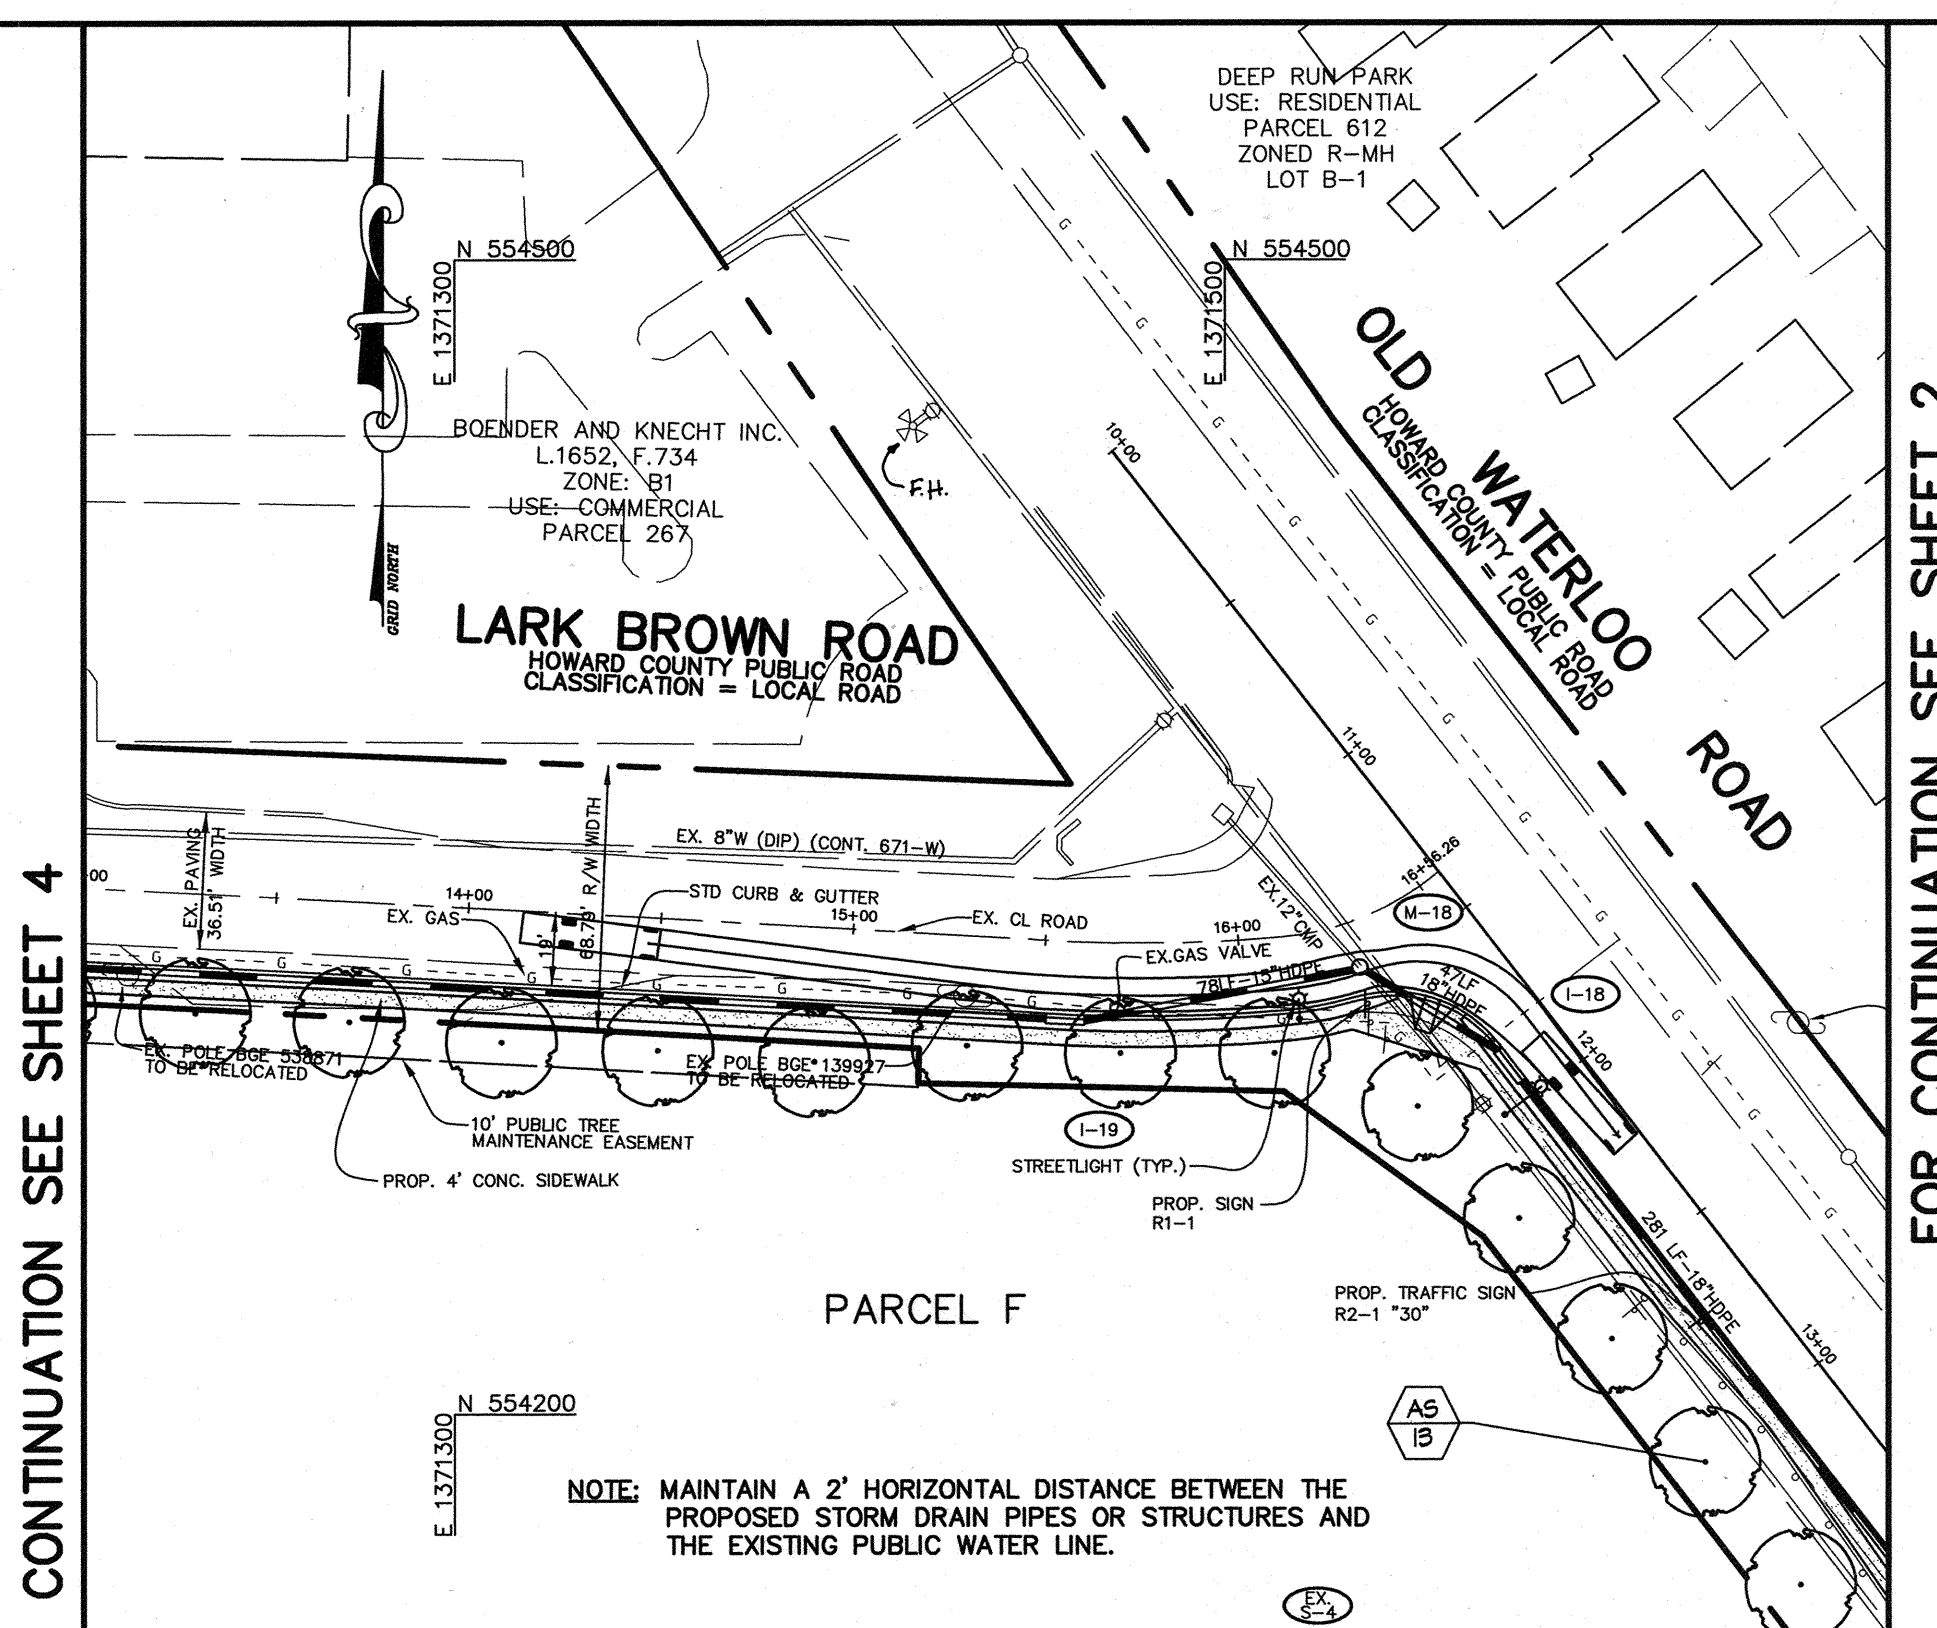 DEEP RUN PARK
USE: RESIDENTIAL
PARCEL 612
ZONED R-MH
LOT B-1
N 554500
E 1371300
N 554500
E 1371500
GRID NORTH
BOENDER AND KNECHT INC.
L.1652, F.734
ZONE: B1
USE: COMMERCIAL
PARCEL 267
F.H.
10+00
OLD WATERLOO ROAD
HOWARD COUNTY PUBLIC ROAD
CLASSIFICATION = LOCAL ROAD
LARK BROWN ROAD
HOWARD COUNTY PUBLIC ROAD
CLASSIFICATION = LOCAL ROAD
G
G
G
G
G
G
G
G
G
G
G
11+00
EX. PAVING
36.51' WIDTH
68.79' R/W WIDTH
EX. 8"W (DIP) (CONT. 671-W)
16+56.26
00
14+00
STD CURB & GUTTER
EX. GAS
19'
15+00
EX. CL ROAD
16+00
EX.12"CMP
M-18
EX.GAS VALVE
78LF-15"HDPE
47LF
18"HDPE
I-18
12+00
G
G
G
G
G
G
G
G
G
G
EX. POLE BGE 538871
TO BE RELOCATED
EX. POLE BGE 139927
TO BE RELOCATED
10' PUBLIC TREE
MAINTENANCE EASEMENT
PROP. 4' CONC. SIDEWALK
I-19
STREETLIGHT (TYP.)
PROP. SIGN
R1-1
281 LF-18"HDPE
PROP. TRAFFIC SIGN
R2-1 "30"
13+00
PARCEL F
AS
13
N 554200
E 1371300
NOTE: MAINTAIN A 2' HORIZONTAL DISTANCE BETWEEN THE
PROPOSED STORM DRAIN PIPES OR STRUCTURES AND
THE EXISTING PUBLIC WATER LINE.
EX.
S-4
CONTINUATION SEE SHEET 4
FOR CONTINUATION SEE SHEET 2